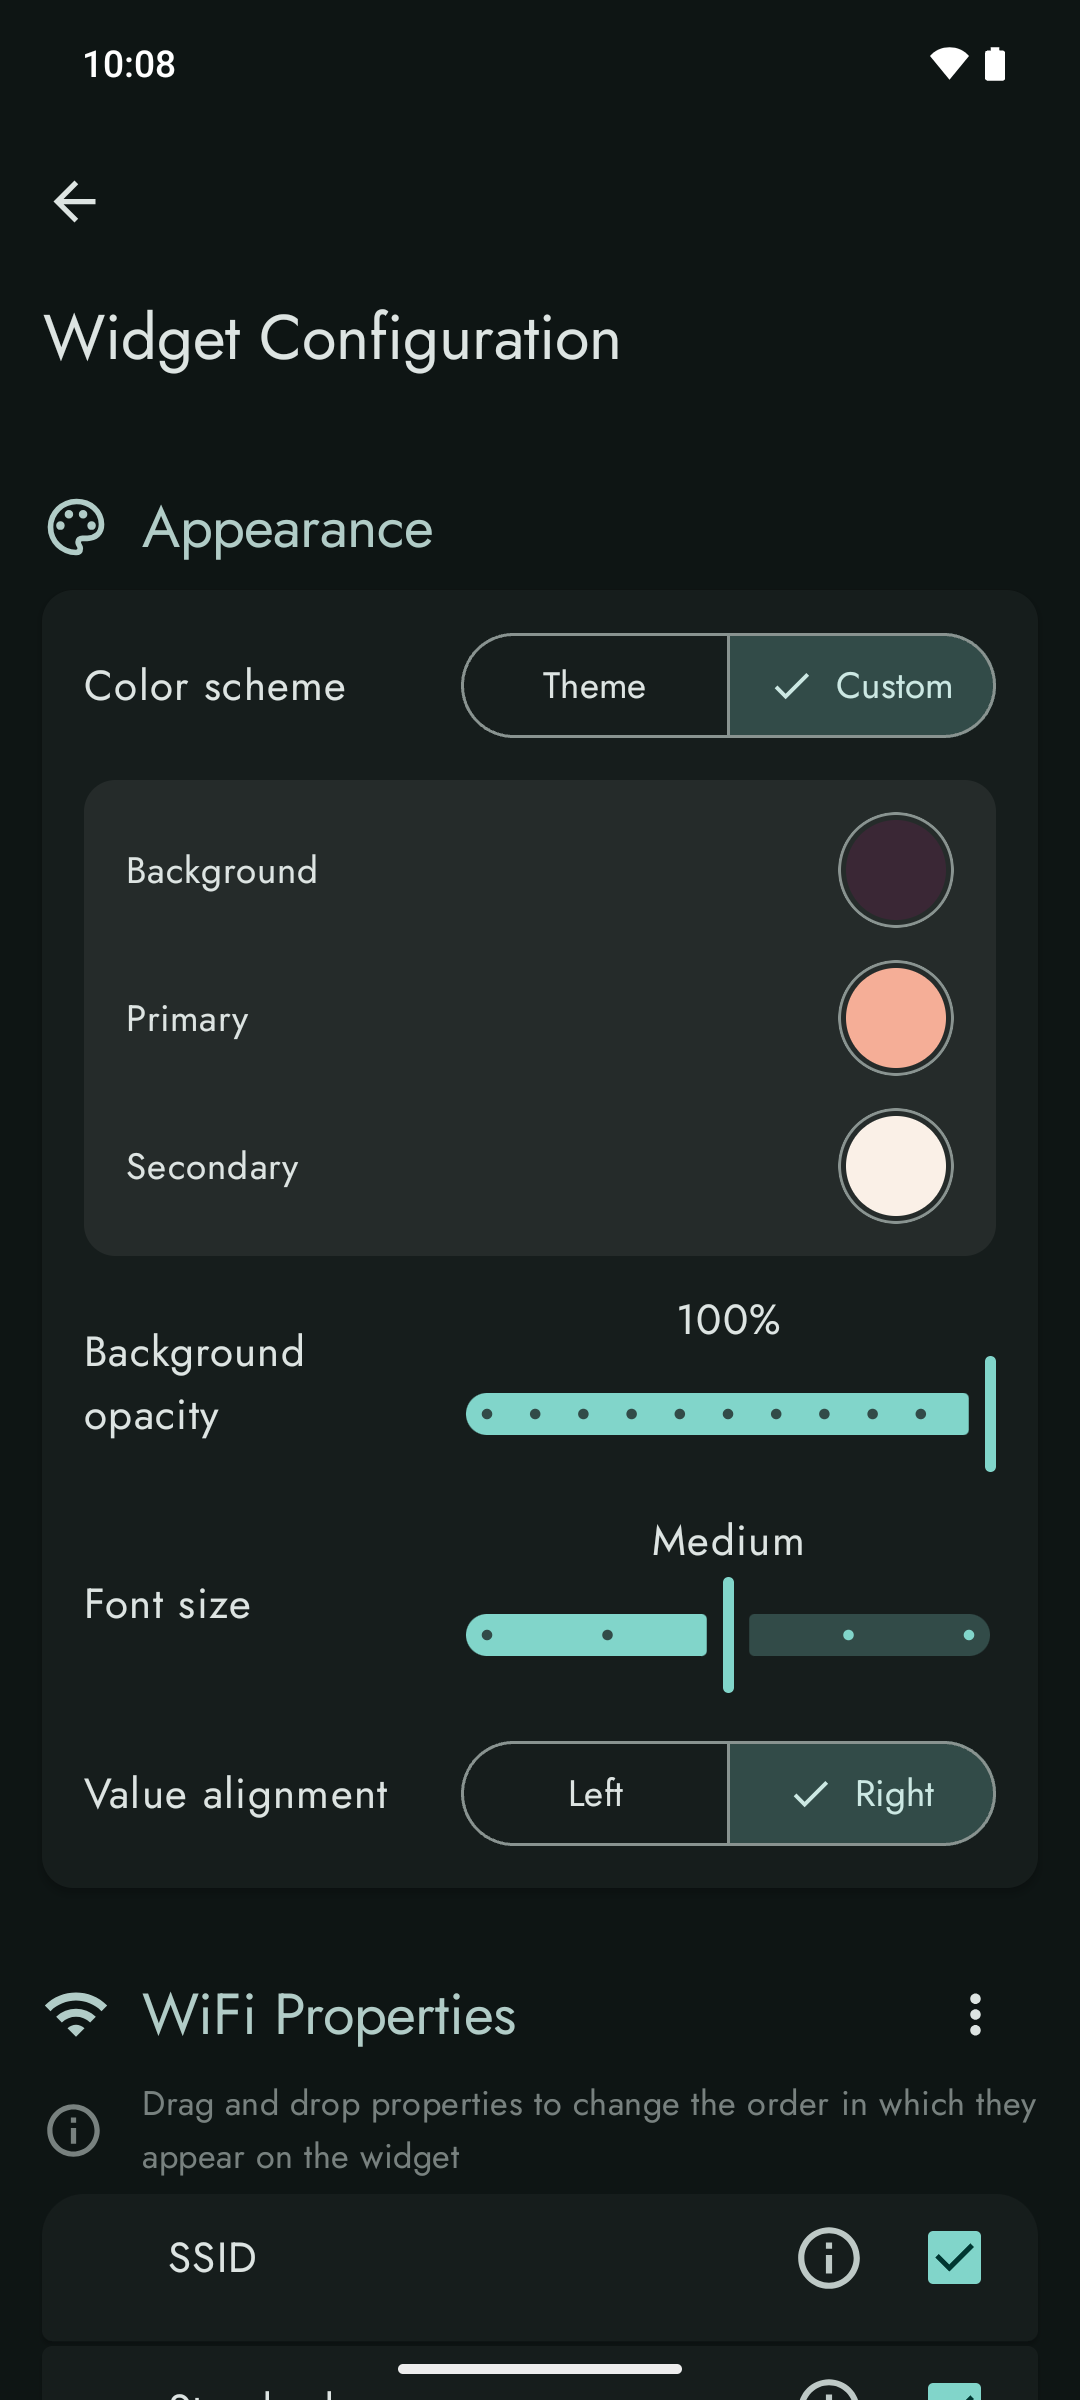 10:08
Widget Configuration
Appearance
Color scheme
Theme
Custom
Background
Primary
Secondary
Background
opacity
100%
Font size
Medium
Value alignment
Left
Right
WiFi Properties
Drag and drop properties to change the order in which they
appear on the widget
SSID